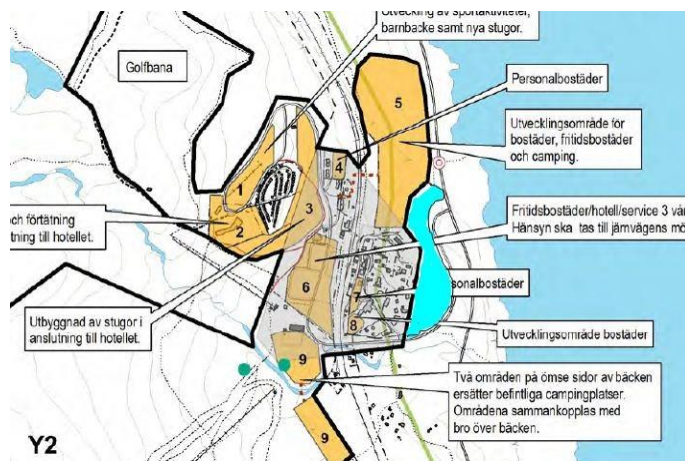 Utveckling av sportaktiviteter,
barnbacke samt nya stugor.
Golfbana
Personalbostäder
5
Utvecklingsområde för
bostäder, fritidsbostäder
och camping.
4
1
3
2
och förtätning
tning till hotellet.
Fritidsbostäder/hotell/service 3 vån
Hänsyn ska tas till järnvägens mö
6
7
sonalbostäder
8
Utbyggnad av stugor i
anslutning till hotellet.
Utvecklingsområde bostäder
9
Två områden på ömse sidor av bäcken
ersätter befintliga campingplatser.
Områdena sammankopplas med
bro över bäcken.
9
Y2